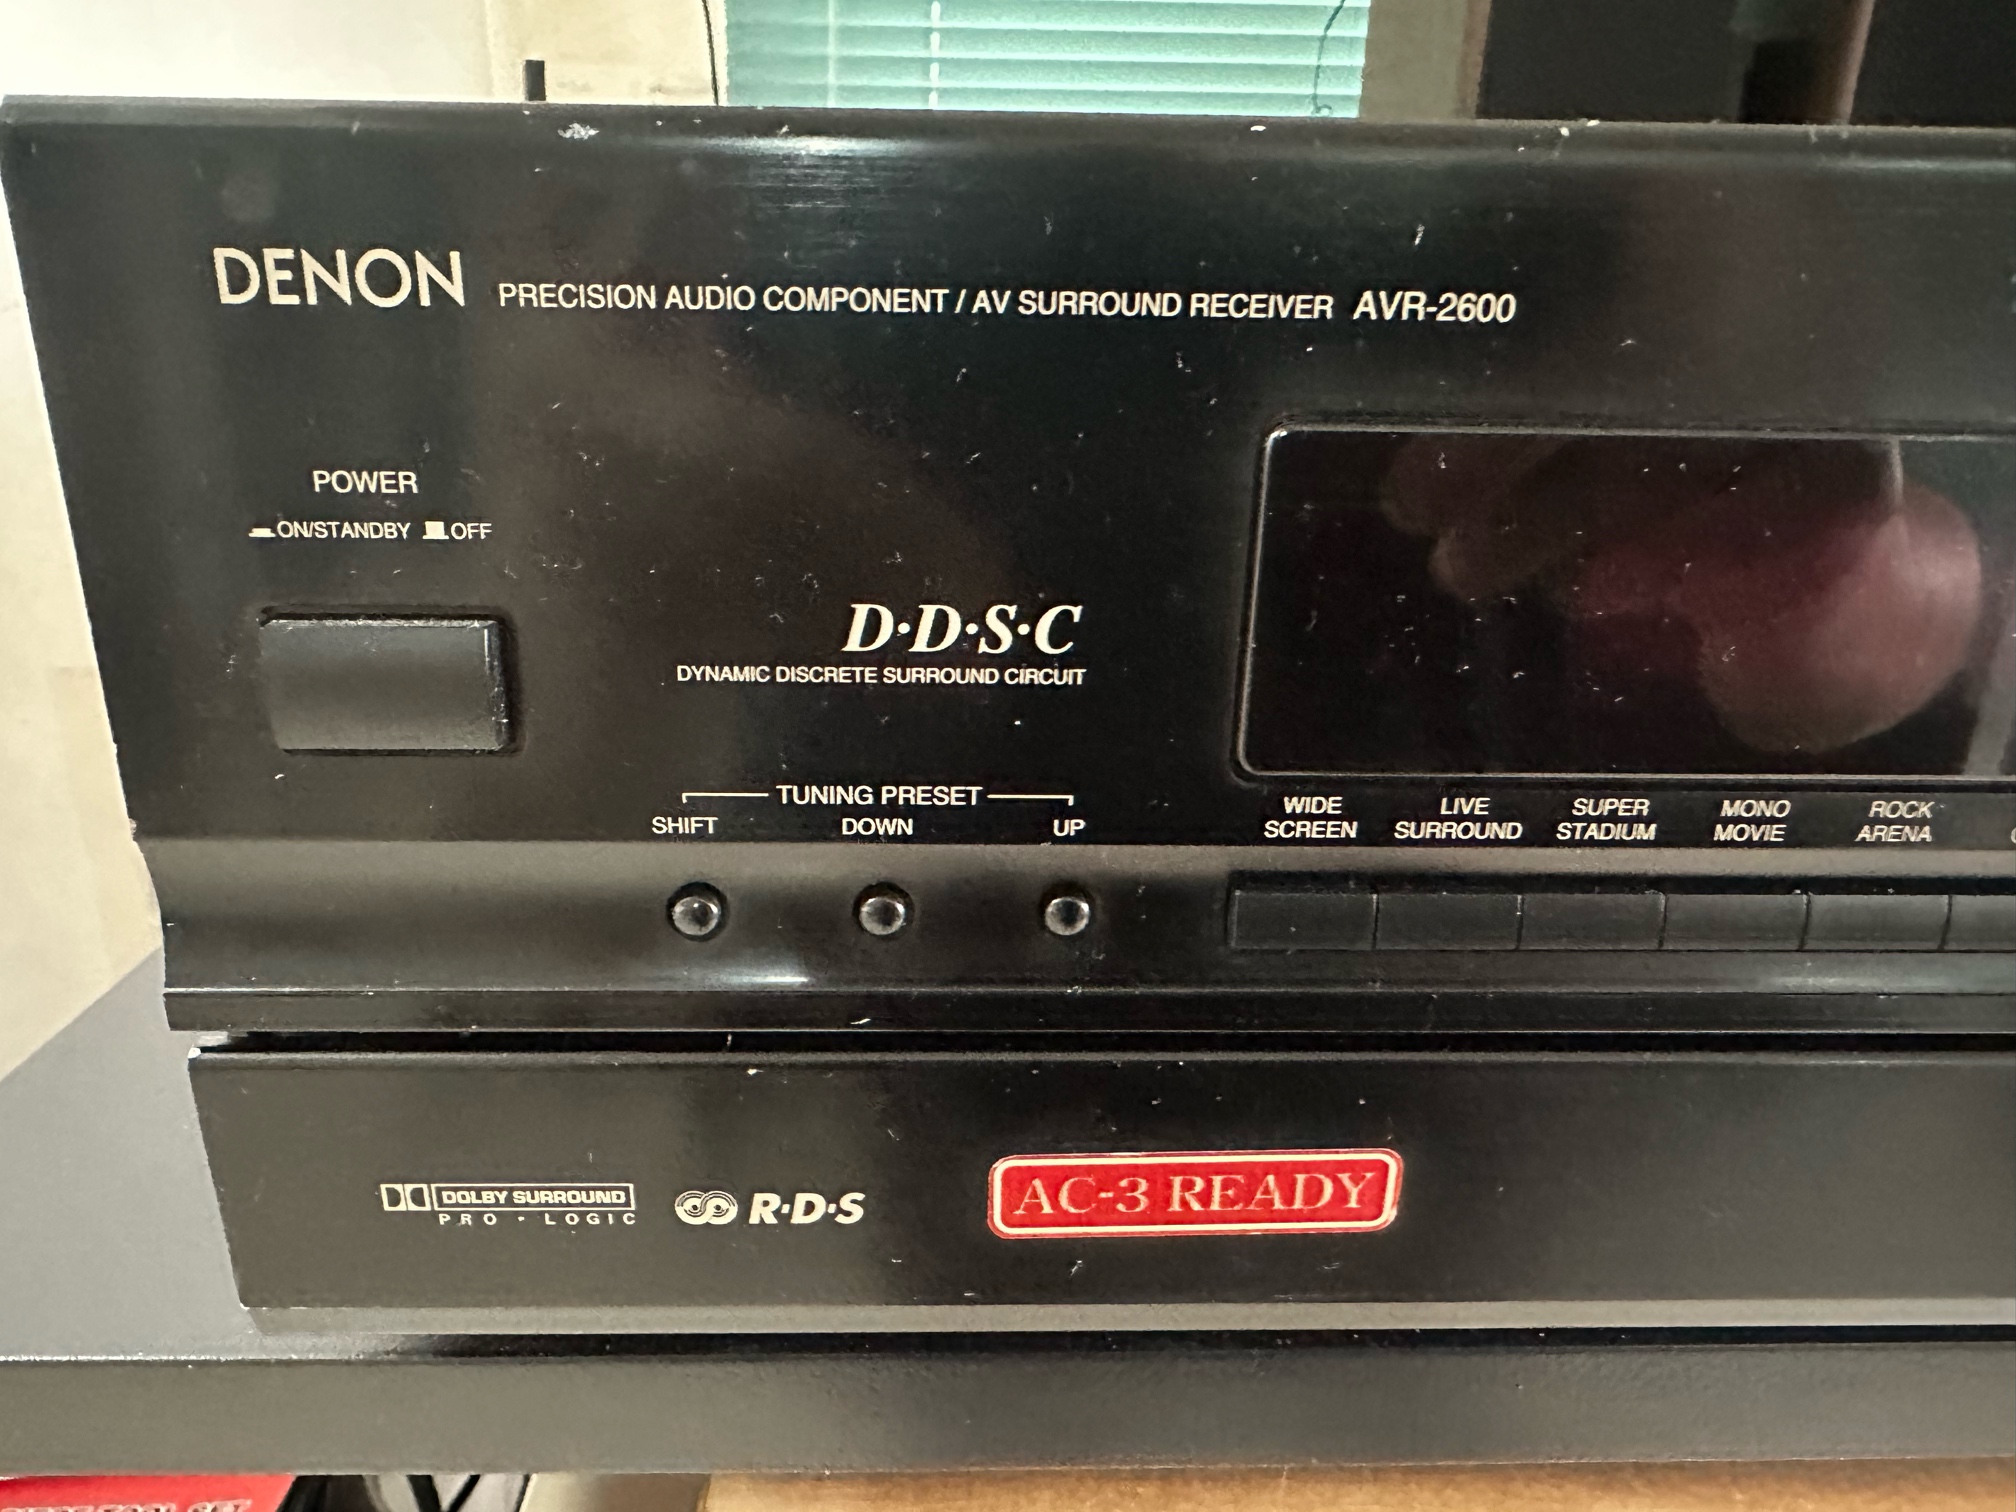 DENON PRECISION AUDIO COMPONENT / AV SURROUND RECEIVER AVR-2600
POWER
ON/STANDBY OFF
D·D·S·C
DYNAMIC DISCRETE SURROUND CIRCUIT
TUNING PRESET
SHIFT DOWN UP
WIDE SCREEN
LIVE SURROUND
SUPER STADIUM
MONO MOVIE
ROCK ARENA
DOLBY SURROUND
PRO · LOGIC
R·D·S
AC-3 READY